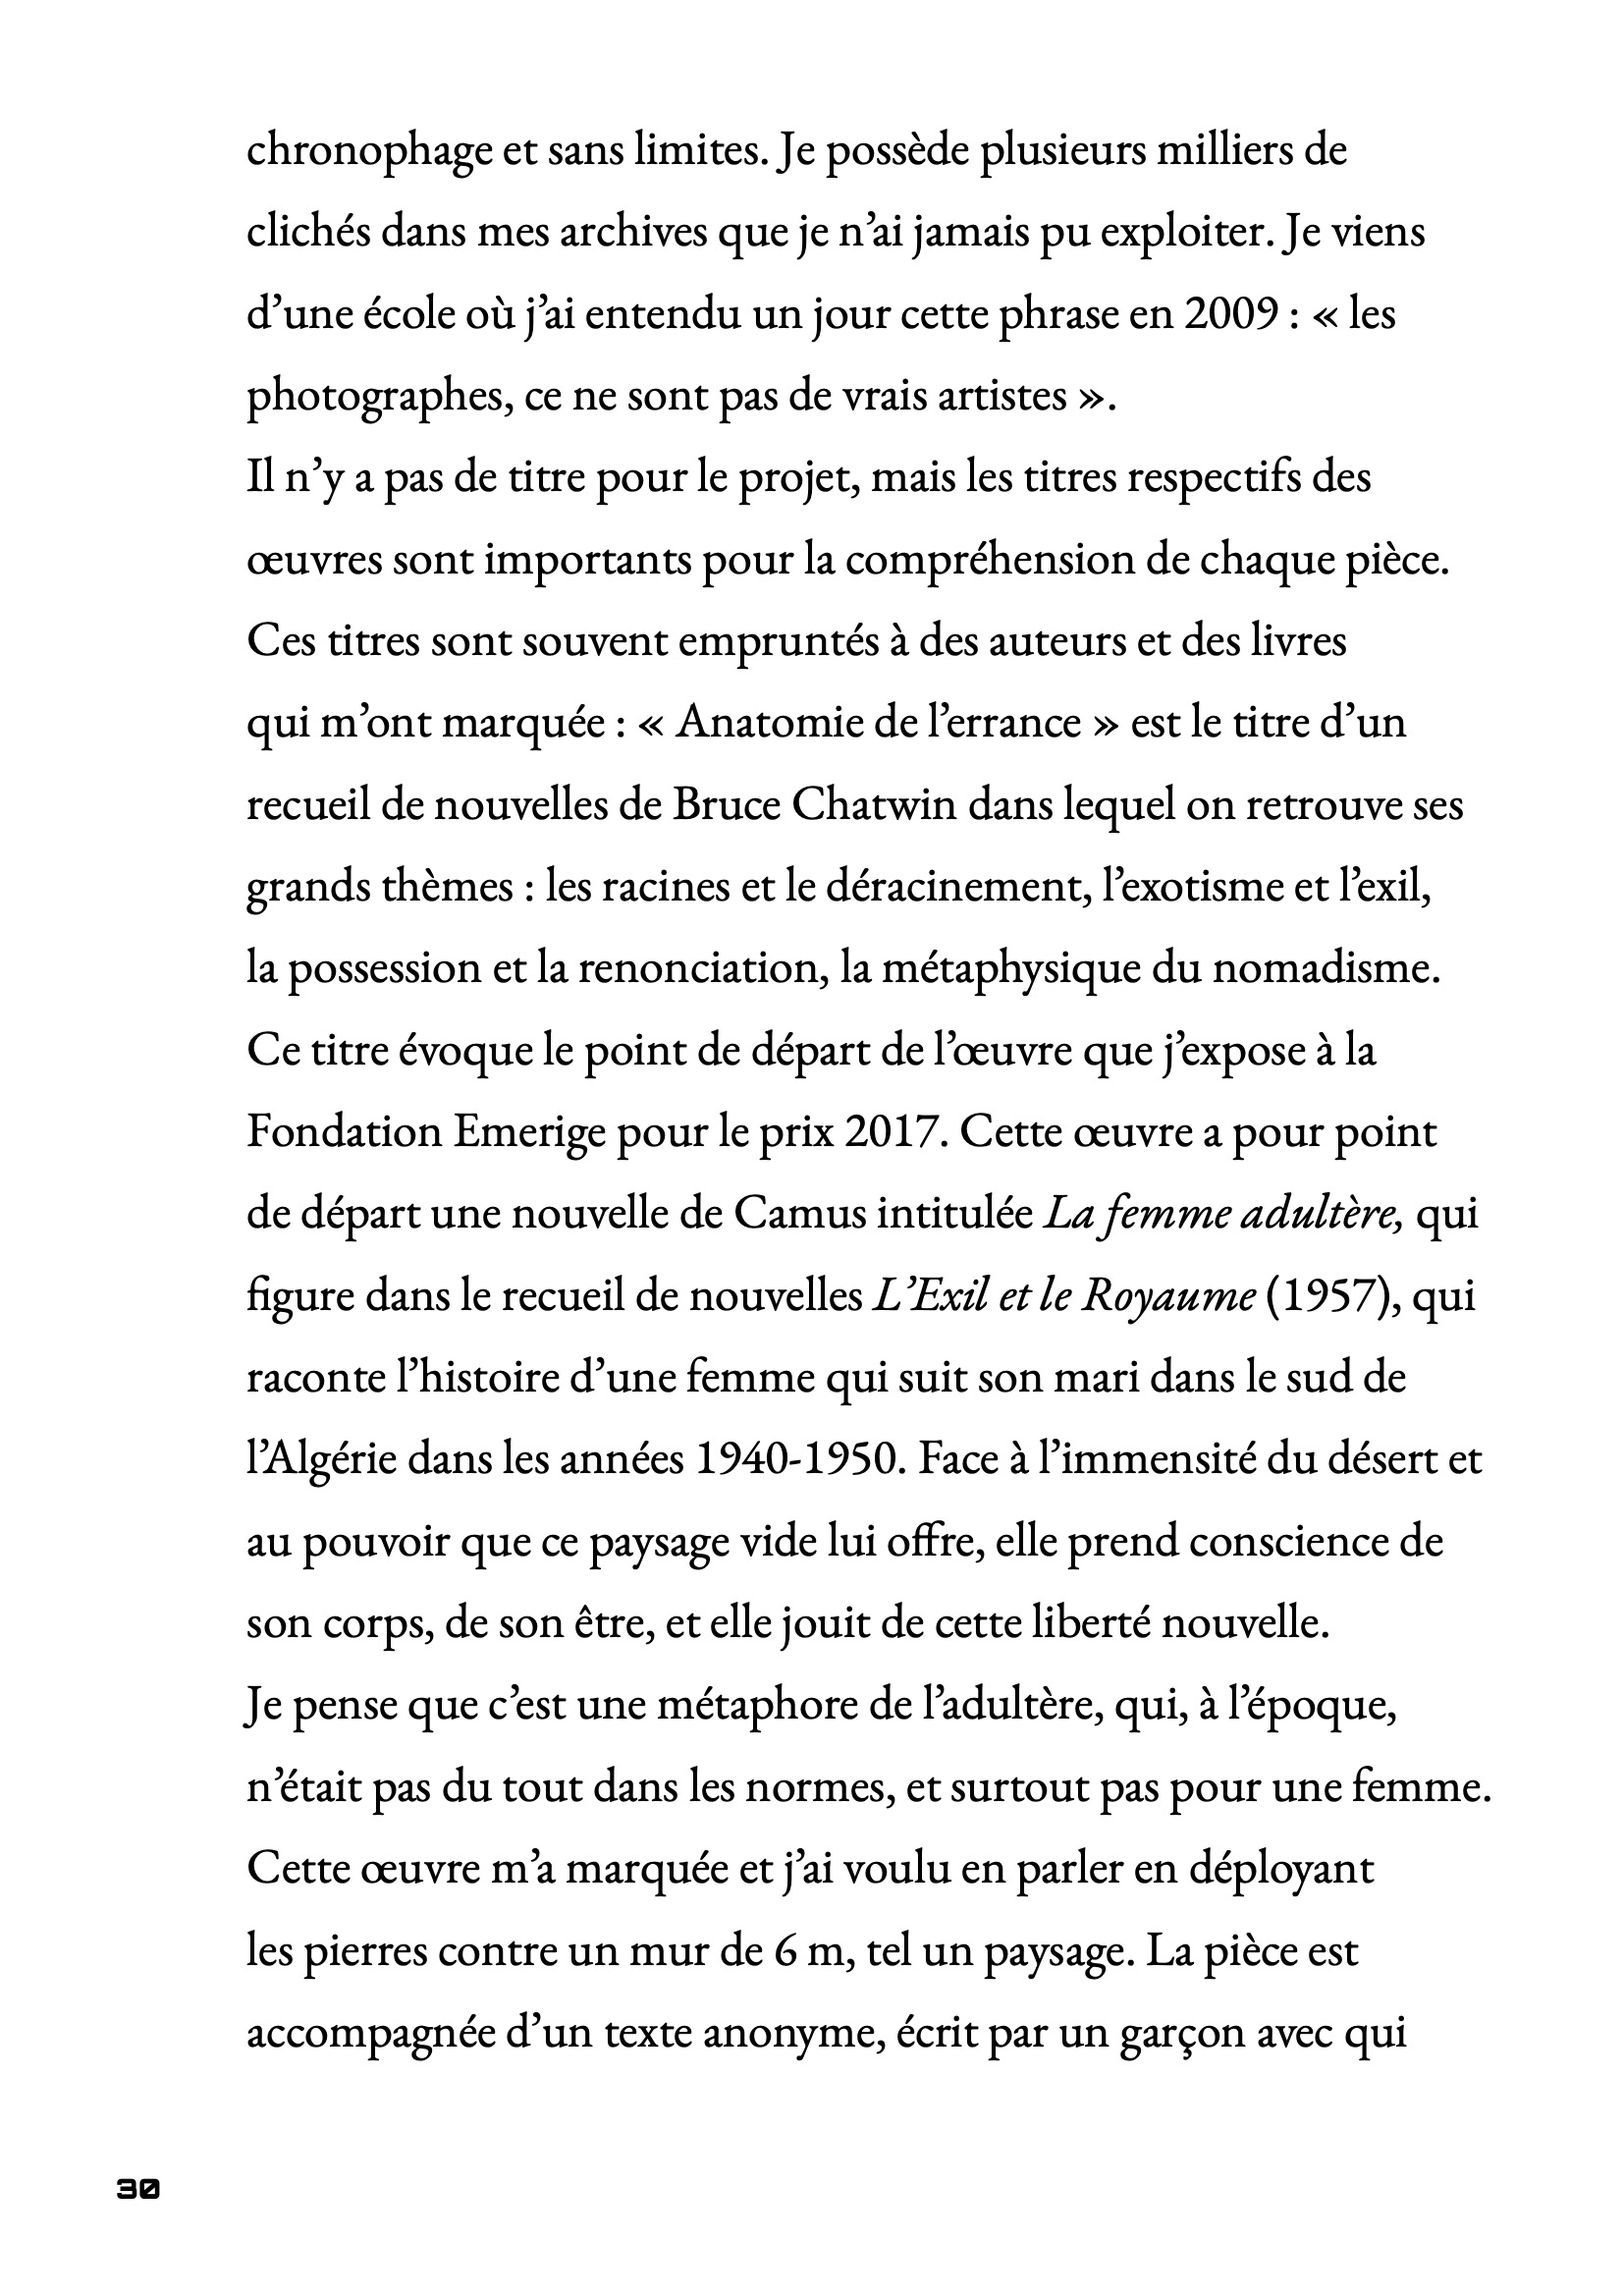 chronophage et sans limites. Je possède plusieurs milliers de
clichés dans mes archives que je n’ai jamais pu exploiter. Je viens
d’une école où j’ai entendu un jour cette phrase en 2009 : « les
photographes, ce ne sont pas de vrais artistes ».
Il n’y a pas de titre pour le projet, mais les titres respectifs des
œuvres sont importants pour la compréhension de chaque pièce.
Ces titres sont souvent empruntés à des auteurs et des livres
qui m’ont marquée : « Anatomie de l’errance » est le titre d’un
recueil de nouvelles de Bruce Chatwin dans lequel on retrouve ses
grands thèmes : les racines et le déracinement, l’exotisme et l’exil,
la possession et la renonciation, la métaphysique du nomadisme.
Ce titre évoque le point de départ de l’œuvre que j’expose à la
Fondation Emerige pour le prix 2017. Cette œuvre a pour point
de départ une nouvelle de Camus intitulée La femme adultère, qui
figure dans le recueil de nouvelles L’Exil et le Royaume (1957), qui
raconte l’histoire d’une femme qui suit son mari dans le sud de
l’Algérie dans les années 1940-1950. Face à l’immensité du désert et
au pouvoir que ce paysage vide lui offre, elle prend conscience de
son corps, de son être, et elle jouit de cette liberté nouvelle.
Je pense que c’est une métaphore de l’adultère, qui, à l’époque,
n’était pas du tout dans les normes, et surtout pas pour une femme.
Cette œuvre m’a marquée et j’ai voulu en parler en déployant
les pierres contre un mur de 6 m, tel un paysage. La pièce est
accompagnée d’un texte anonyme, écrit par un garçon avec qui
30